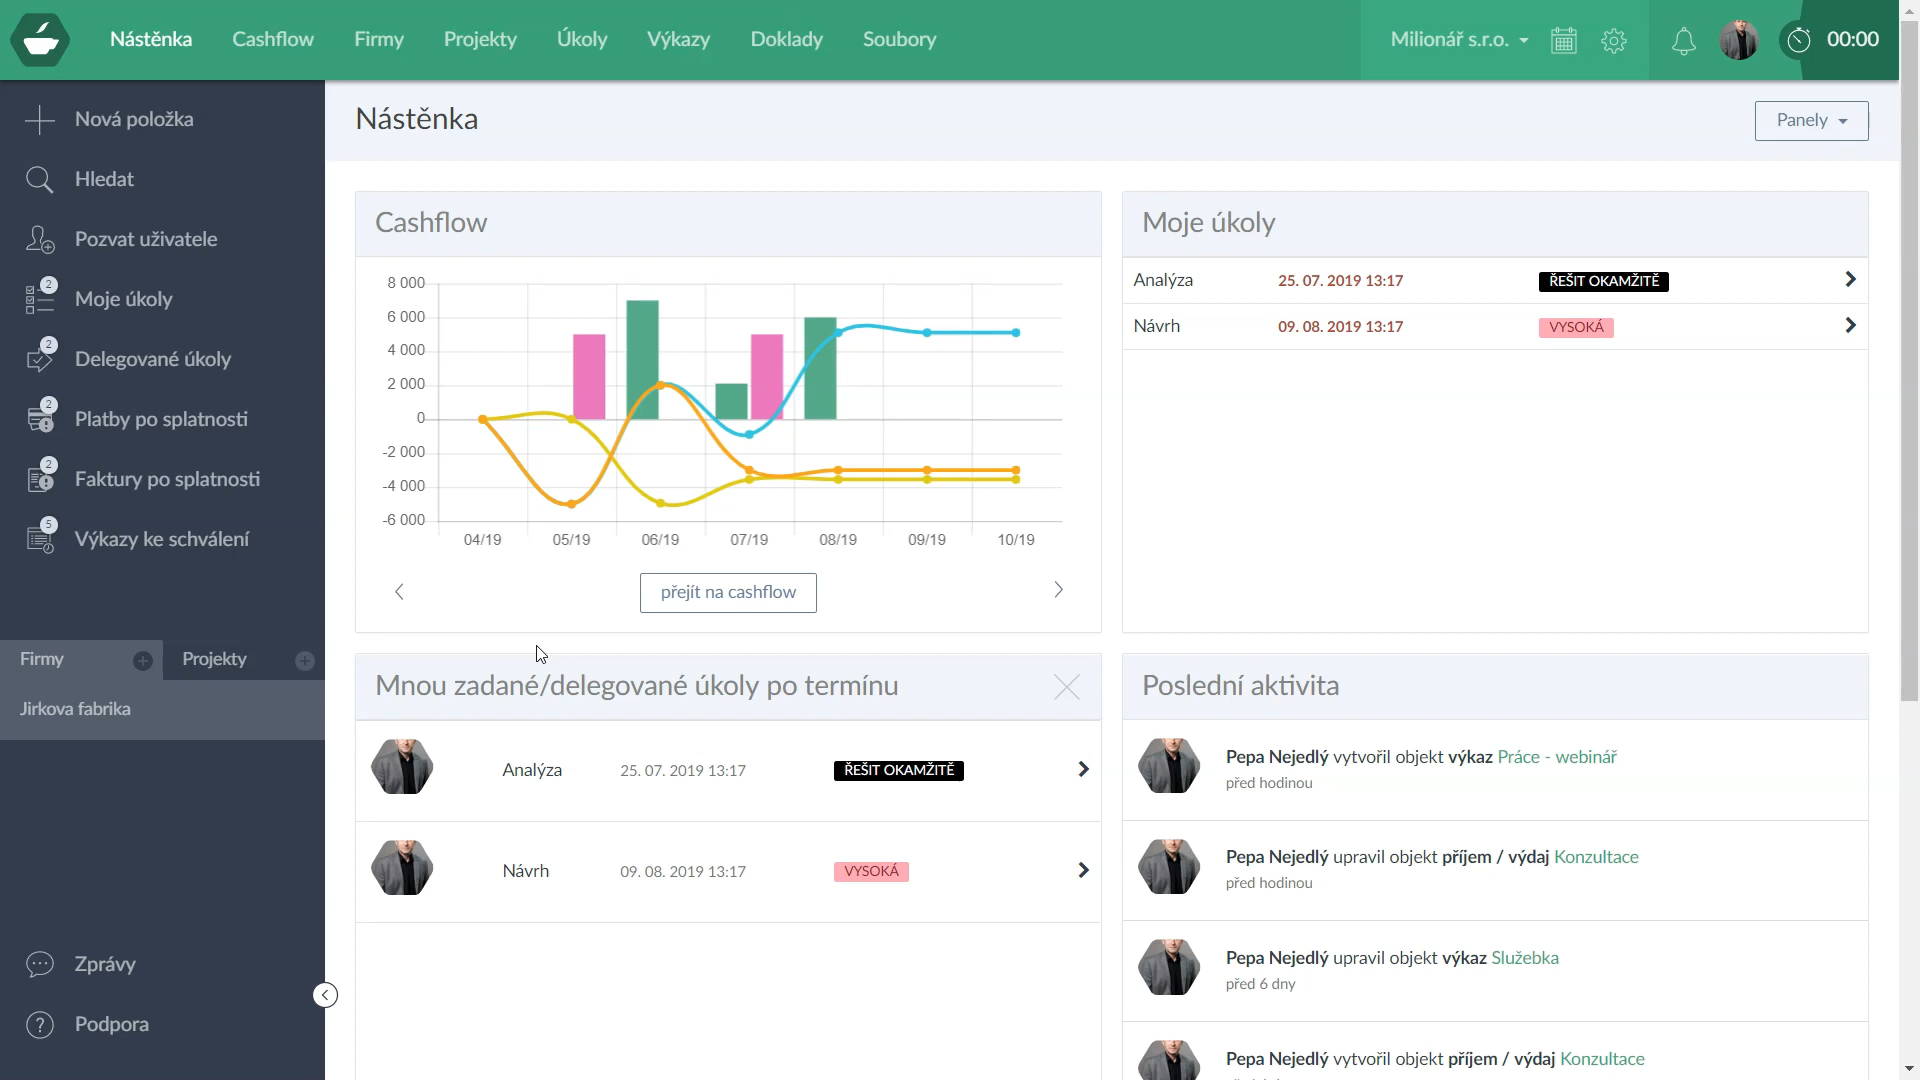 Nástěnka
Cashflow
Firmy
Projekty
Úkoly
Výkazy
Doklady
Soubory
Milionář s.r.o.
00:00
Nová položka
Hledat
Pozvat uživatele
2
Moje úkoly
2
Delegované úkoly
2
Platby po splatnosti
2
Faktury po splatnosti
5
Výkazy ke schválení
Firmy
Projekty
Jirkova fabrika
Zprávy
Podpora
Nástěnka
Panely
Cashflow
8 000
6 000
4 000
2 000
0
-2 000
-4 000
-6 000
04/19
05/19
06/19
07/19
08/19
09/19
10/19
přejít na cashflow
Moje úkoly
Analýza 25. 07. 2019 13:17 ŘEŠIT OKAMŽITĚ
Návrh 09. 08. 2019 13:17 VYSOKÁ
Mnou zadané/delegované úkoly po termínu
Analýza 25. 07. 2019 13:17 ŘEŠIT OKAMŽITĚ
Návrh 09. 08. 2019 13:17 VYSOKÁ
Poslední aktivita
Pepa Nejedlý vytvořil objekt výkaz Práce - webinář
před hodinou
Pepa Nejedlý upravil objekt příjem / výdaj Konzultace
před hodinou
Pepa Nejedlý upravil objekt výkaz Služebka
před 6 dny
Pepa Nejedlý vytvořil objekt příjem / výdaj Konzultace